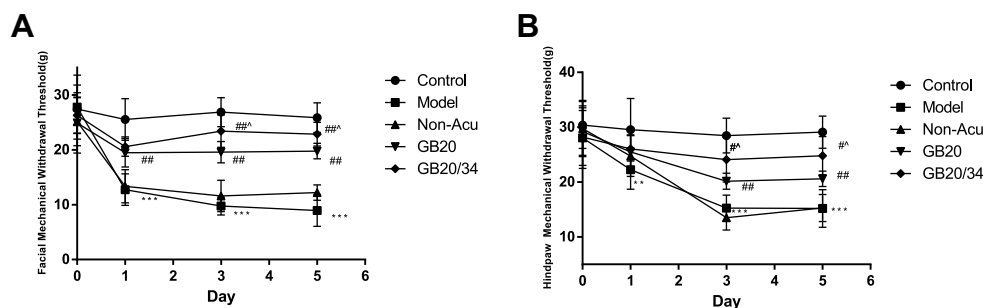 A
Facial Mechanical Withdrawal Threshold(g)
30
20
10
0
0
1
2
3
4
5
6
Day
##
##^
##
##^
##
***
***
***
Control
Model
Non-Acu
GB20
GB20/34
B
Hindpaw Mechanical Withdrawal Threshold(g)
40
30
20
10
0
1
2
3
4
5
6
Day
**
#^
##
***
#^
##
***
Control
Model
Non-Acu
GB20
GB20/34